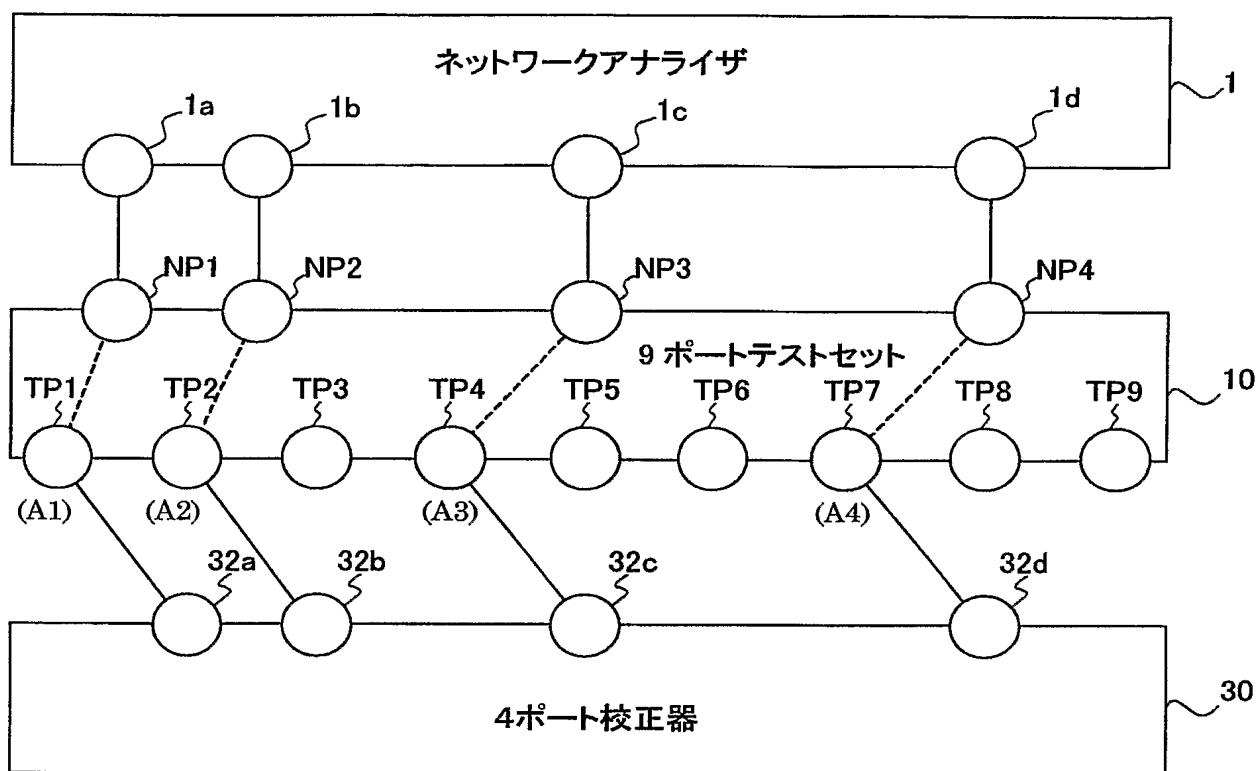 ネットワークアナライザ
1
1a
1b
1c
1d
NP1
NP2
NP3
NP4
9 ポートテストセット
10
TP1
TP2
TP3
TP4
TP5
TP6
TP7
TP8
TP9
(A1)
(A2)
(A3)
(A4)
32a
32b
32c
32d
4ポート校正器
30